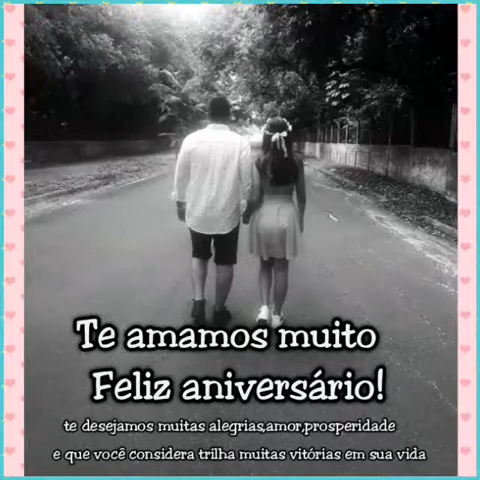 Te amamos muito
Feliz aniversário!
te desejamos muitas alegrias,amor,prosperidade
e que você considera trilha muitas vitórias em sua vida